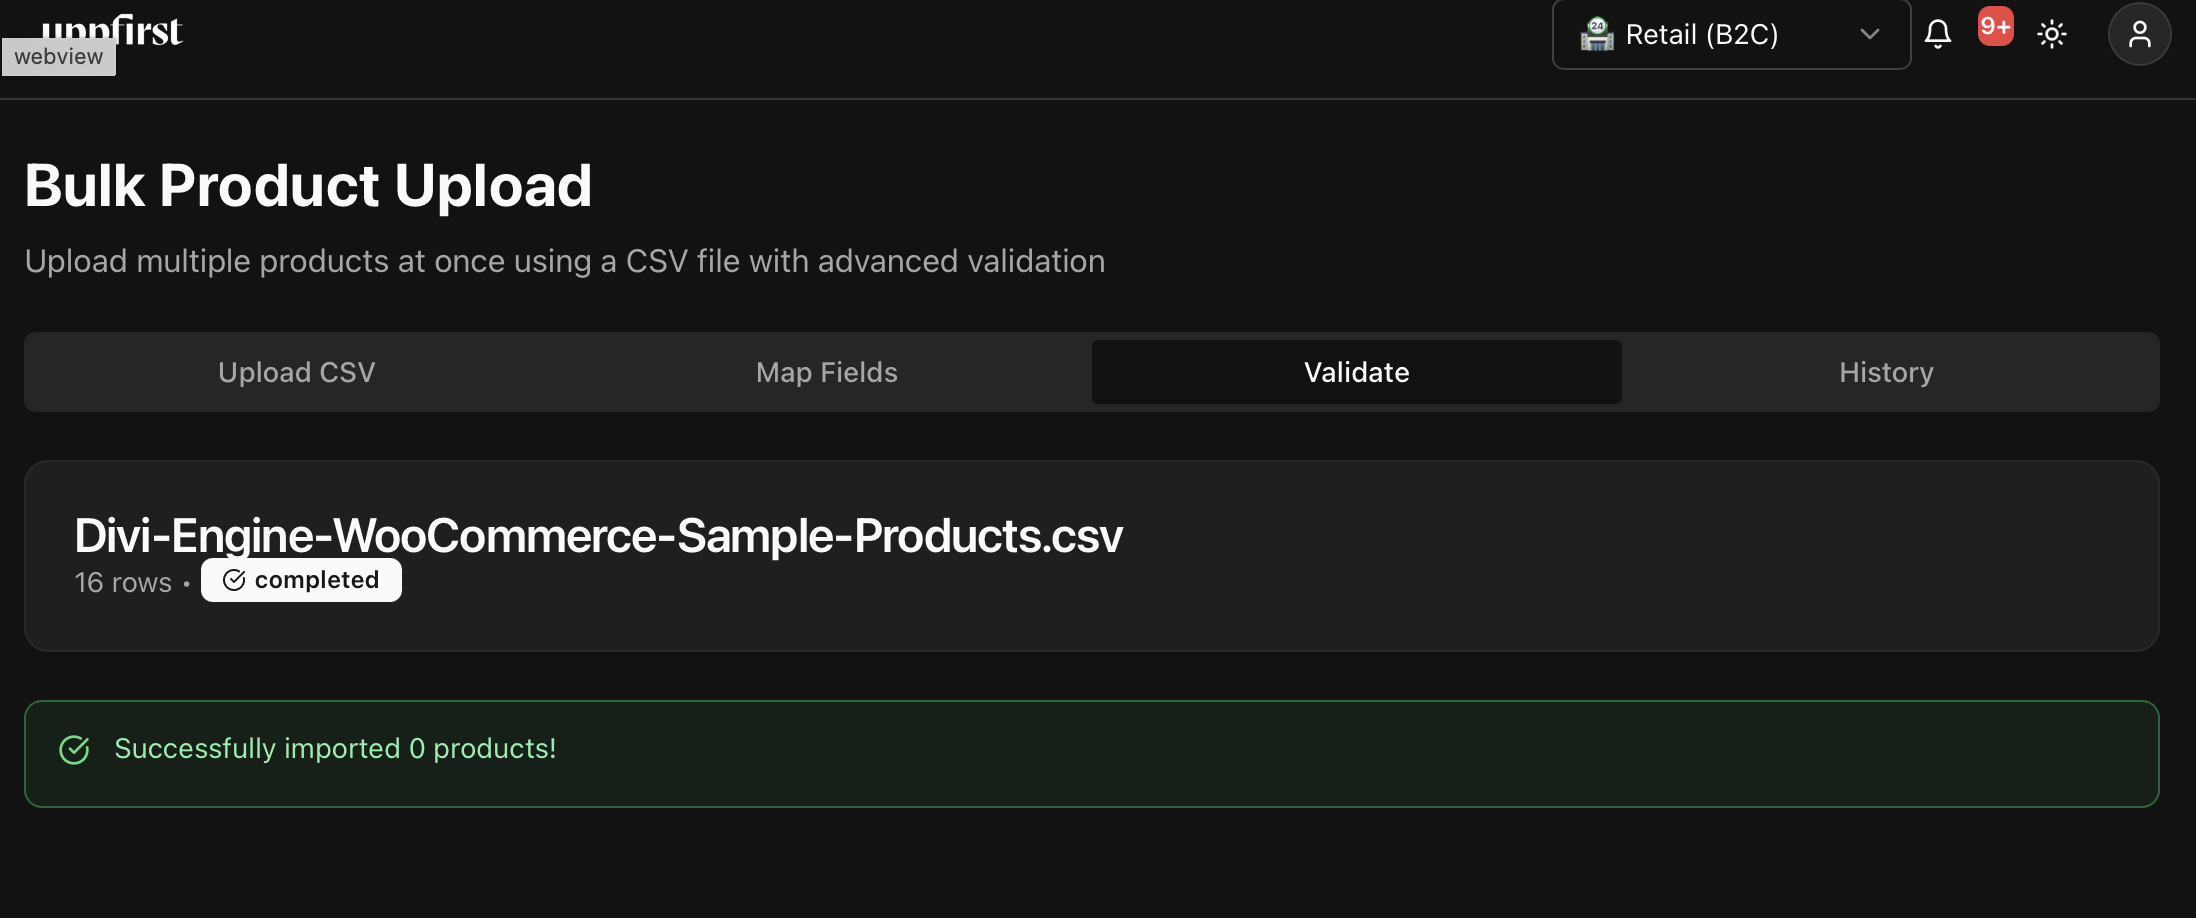 uppfirst
webview
24
Retail (B2C)
9+
Bulk Product Upload
Upload multiple products at once using a CSV file with advanced validation
Upload CSV
Map Fields
Validate
History
Divi-Engine-WooCommerce-Sample-Products.csv
16 rows • completed
Successfully imported 0 products!